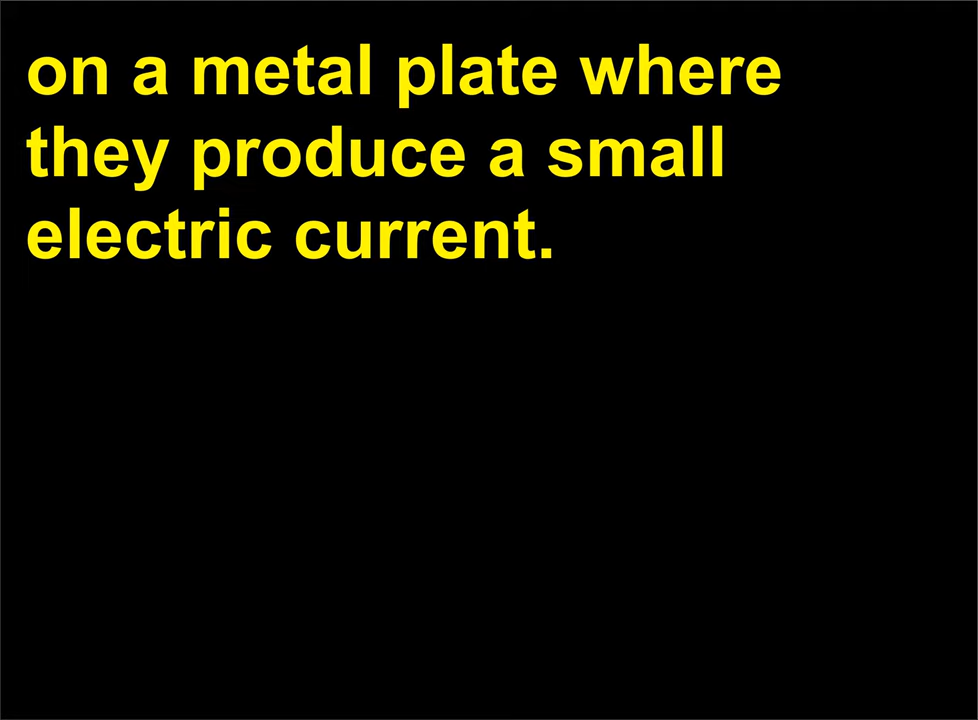 on a metal plate where
they produce a small
electric current.